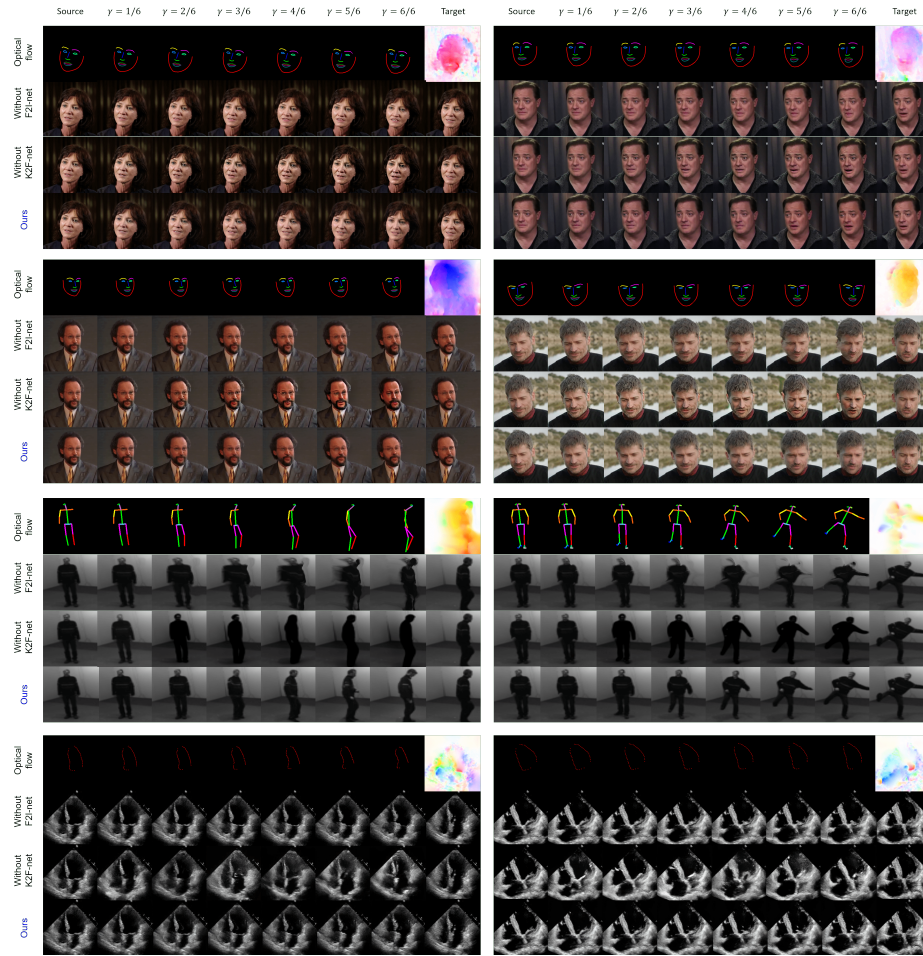 Source γ = 1/6 γ = 2/6 γ = 3/6 γ = 4/6 γ = 5/6 γ = 6/6 Target
Source γ = 1/6 γ = 2/6 γ = 3/6 γ = 4/6 γ = 5/6 γ = 6/6 Target
Optical
flow
Without
F2I-net
Without
K2F-net
Ours
Optical
flow
Without
F2I-net
Without
K2F-net
Ours
Optical
flow
Without
F2I-net
Without
K2F-net
Ours
Optical
flow
Without
F2I-net
Without
K2F-net
Ours